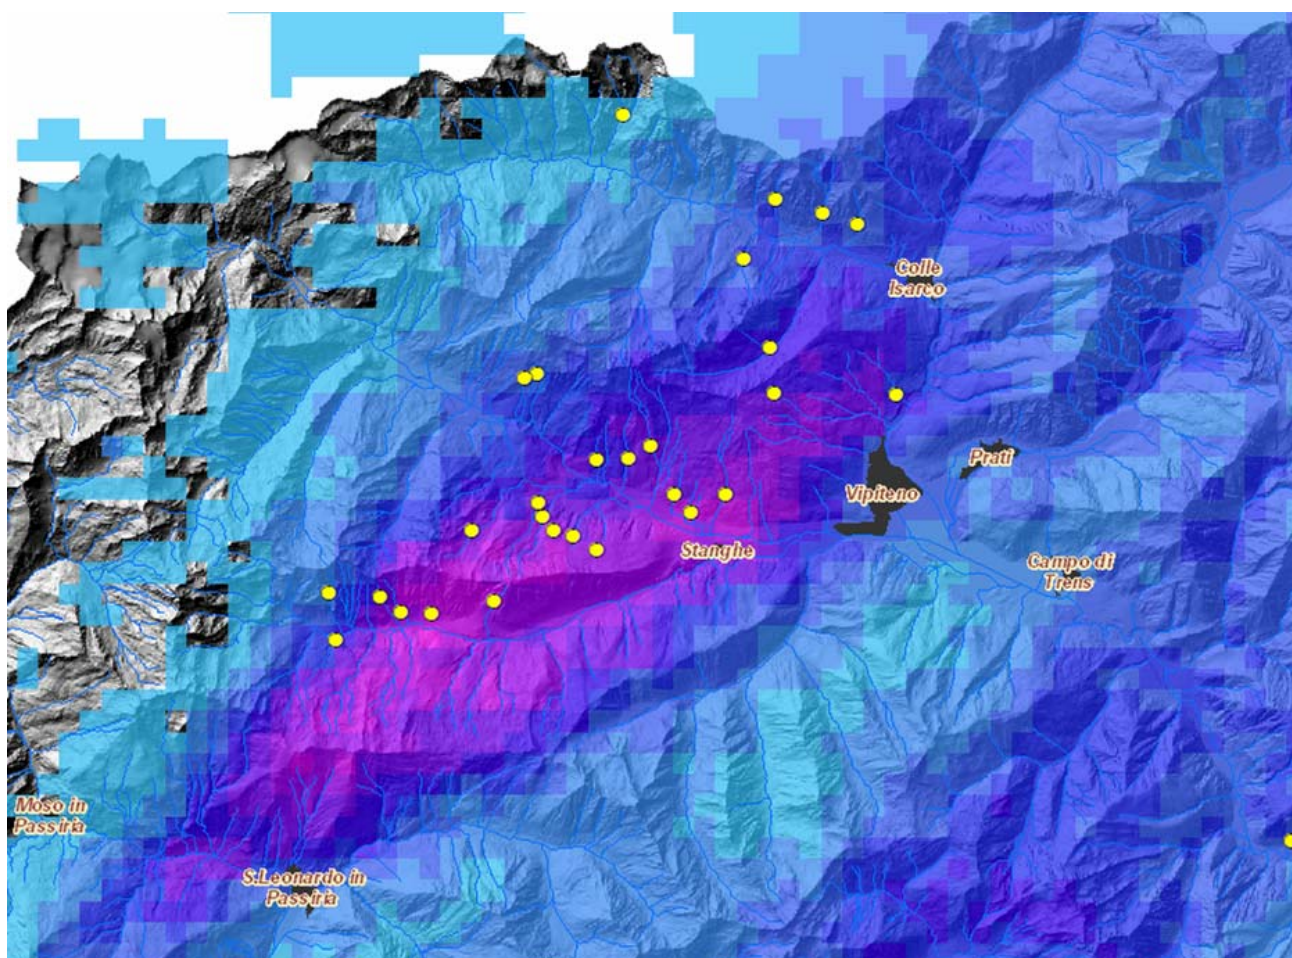 Colle
Isarco
Prati
Vipiteno
Stanghe
Campo di
Trens
Moso in
Passiria
S.Leonardo in
Passiria